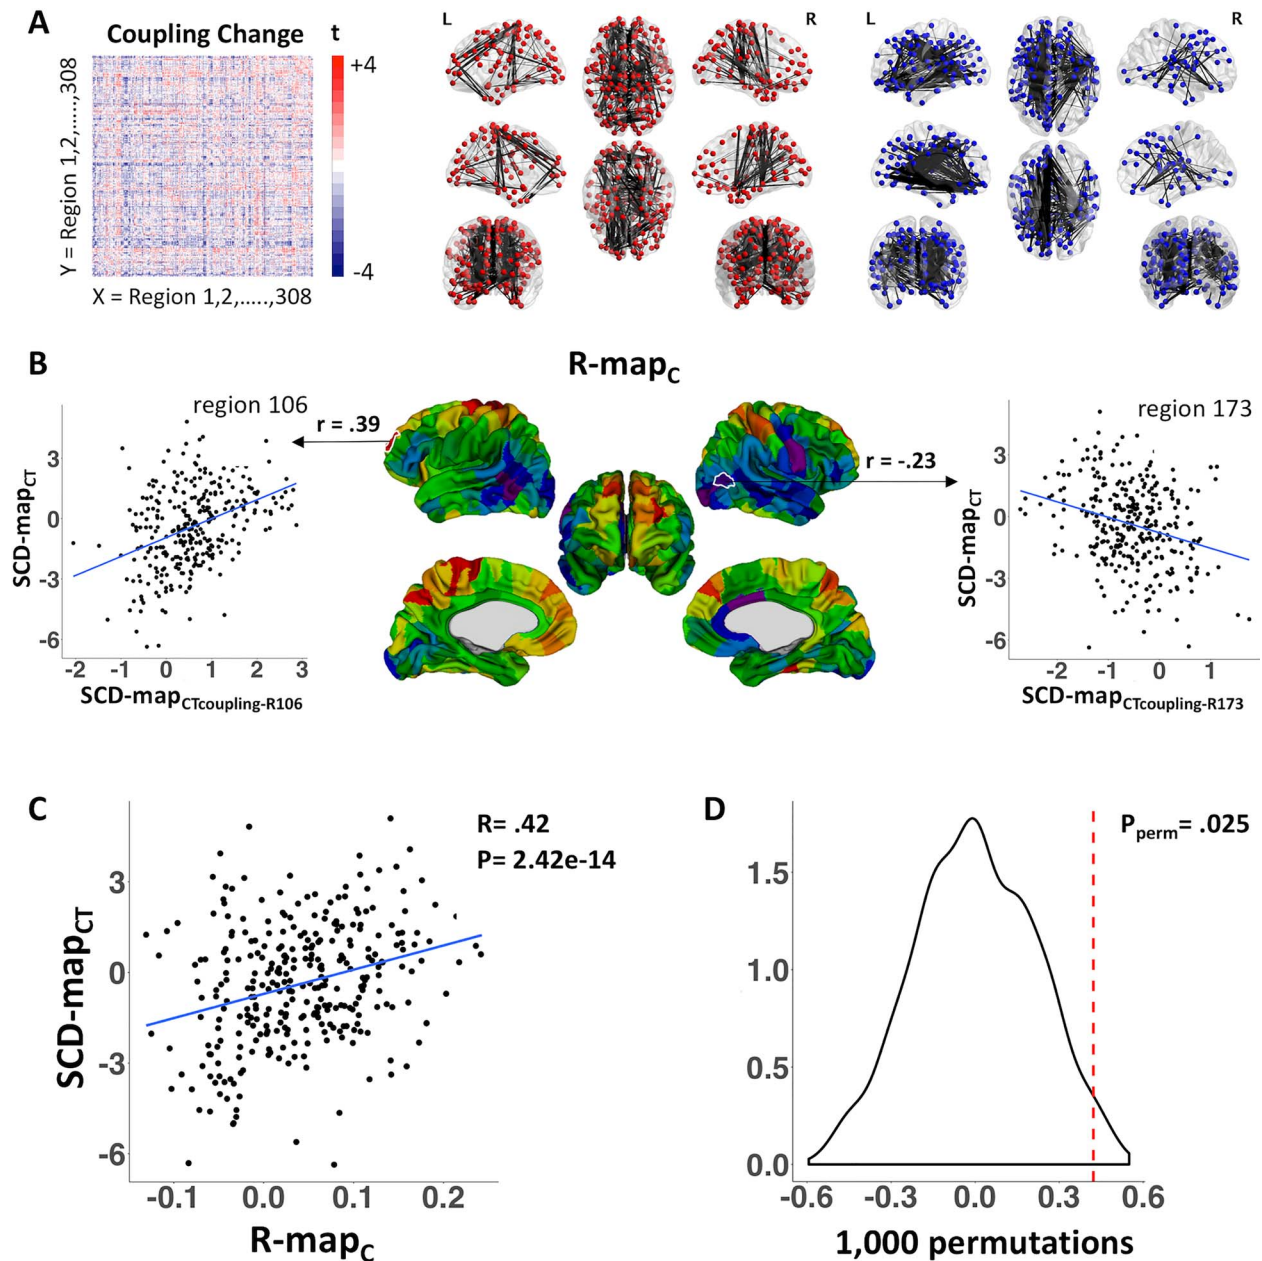 A
Coupling Change
t
+4
-4
Y = Region 1,2,.....,308
X = Region 1,2,.....,308
L
R
L
R
B
R-mapC
region 106
r = .39
3
0
-3
-6
SCD-mapCT
-2 -1 0 1 2 3
SCD-mapCTcoupling-R106
region 173
r = -.23
3
0
-3
-6
SCD-mapCT
-2 -1 0 1
SCD-mapCTcoupling-R173
C
R= .42
P= 2.42e-14
3
0
-3
-6
SCD-mapCT
-0.1 0.0 0.1 0.2
R-mapC
D
Pperm= .025
1.5
1.0
0.5
0.0
-0.6 -0.3 0.0 0.3 0.6
1,000 permutations